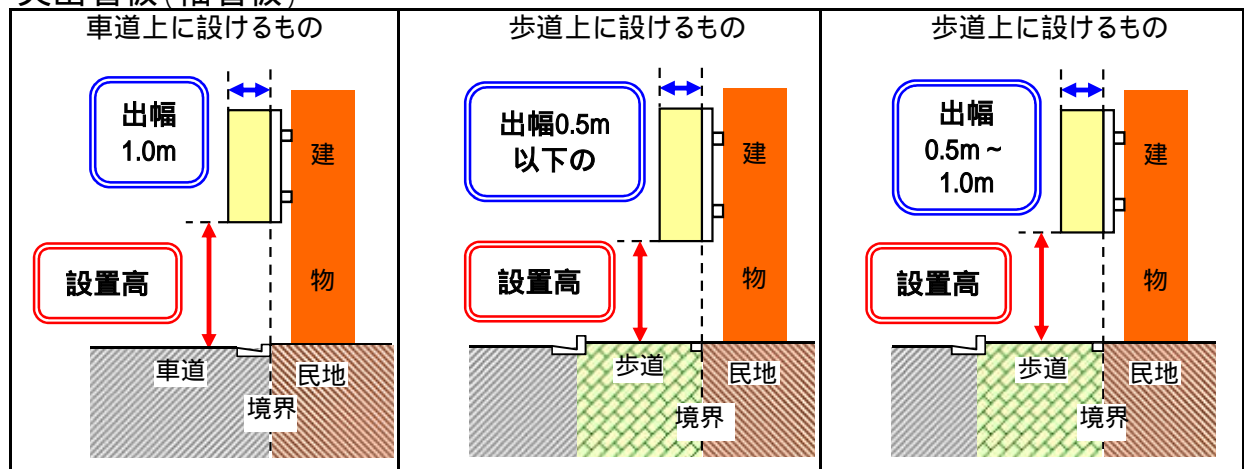 車道上に設けるもの
出幅
1.0m
設置高
建
物
車道
民地
境界
歩道上に設けるもの
出幅0.5m
以下の
設置高
建
物
歩道
民地
境界
歩道上に設けるもの
出幅
0.5m~
1.0m
設置高
建
物
歩道
民地
境界